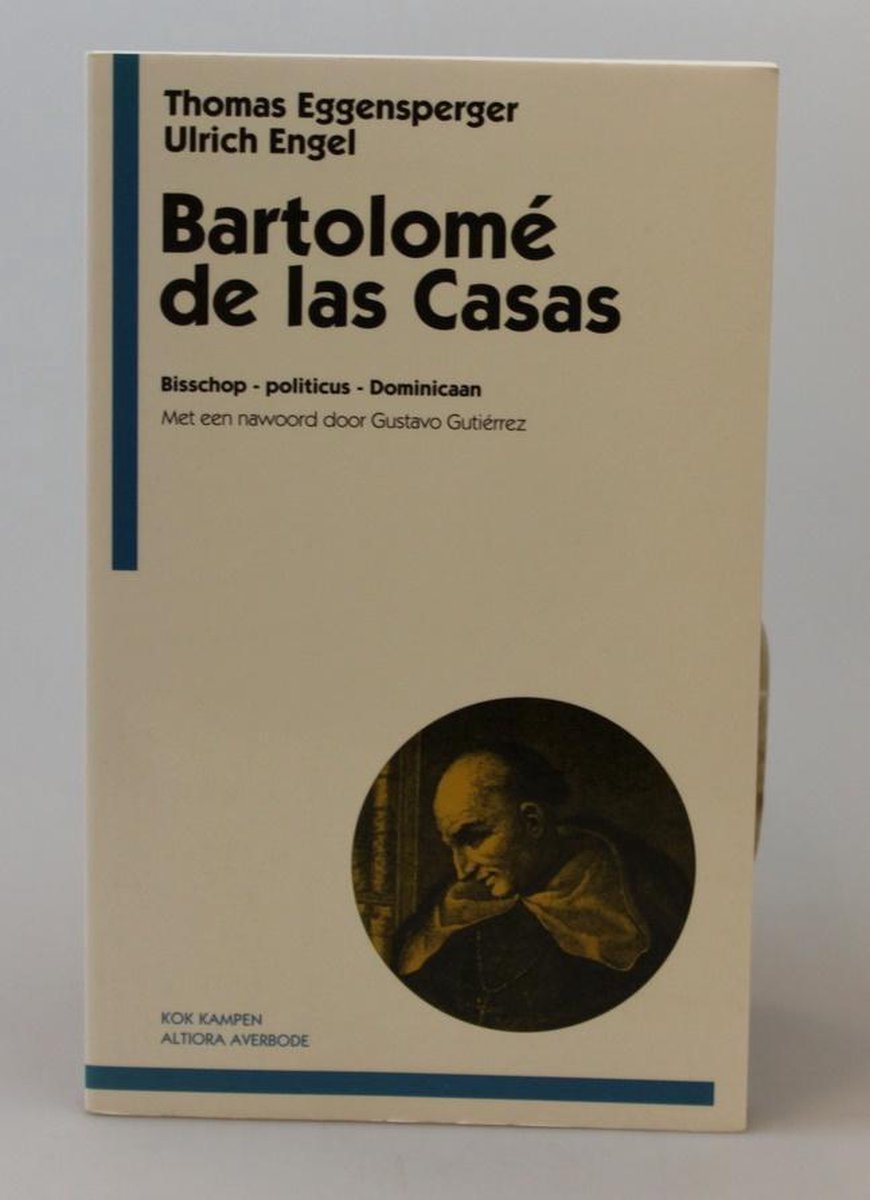 Thomas Eggensperger
Ulrich Engel
Bartolomé
de las Casas
Bisschop - politicus - Dominicaan
Met een nawoord door Gustavo Gutiérrez
KOK KAMPEN
ALTIORA AVERBODE